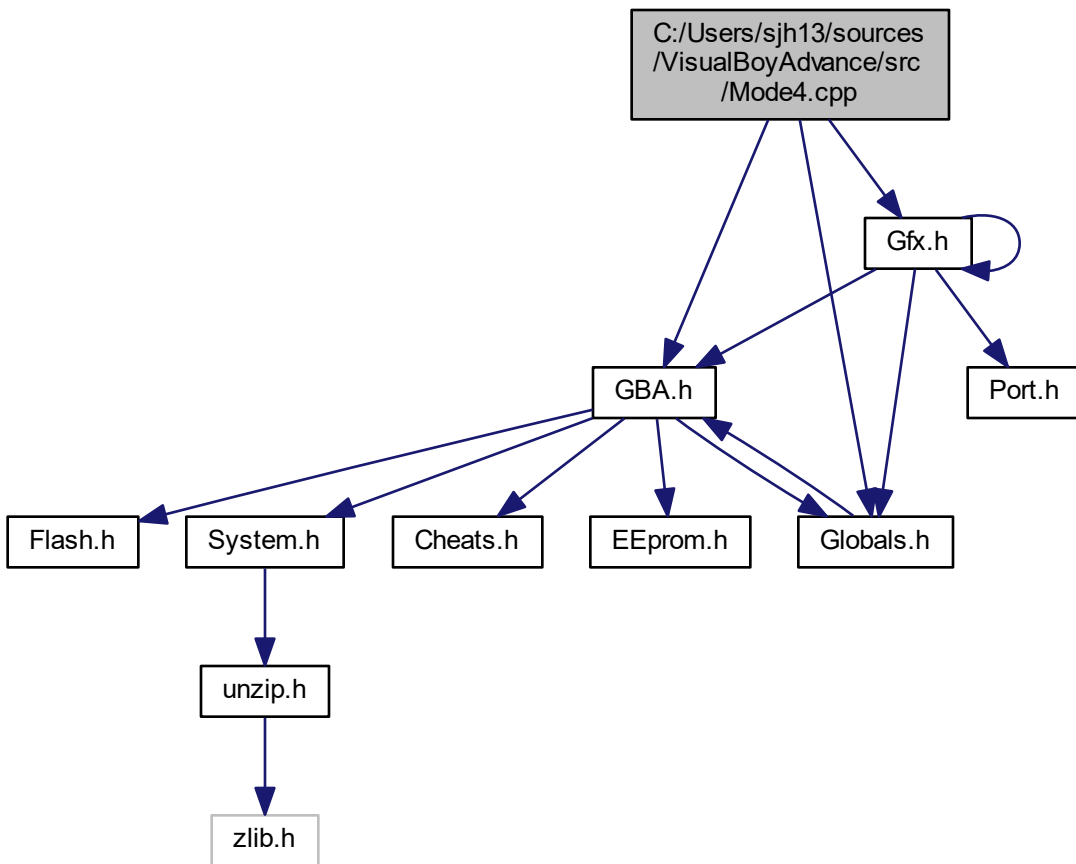 C:/Users/sjh13/sources
/VisualBoyAdvance/src
/Mode4.cpp
Gfx.h
GBA.h
Port.h
Flash.h
System.h
Cheats.h
EEprom.h
Globals.h
unzip.h
zlib.h